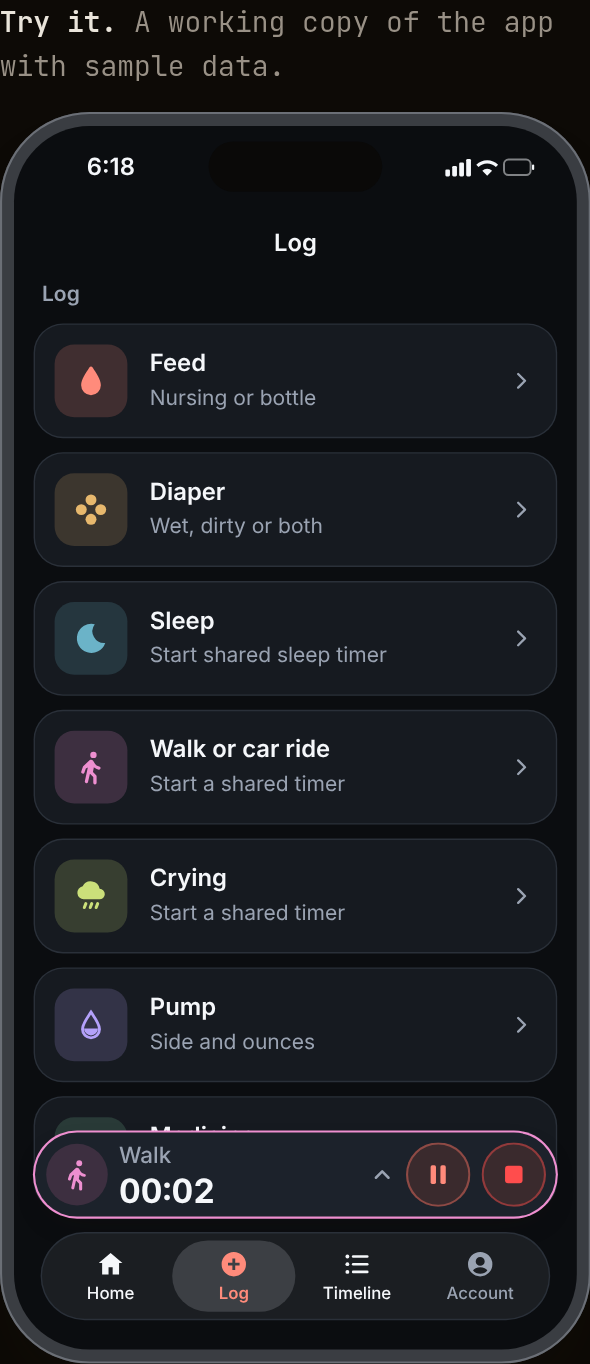 Try it. A working copy of the app
with sample data.
6:18
Log
Log
Feed
Nursing or bottle
Diaper
Wet, dirty or both
Sleep
Start shared sleep timer
Walk or car ride
Start a shared timer
Crying
Start a shared timer
Pump
Side and ounces
Walk
00:02
Home
Log
Timeline
Account